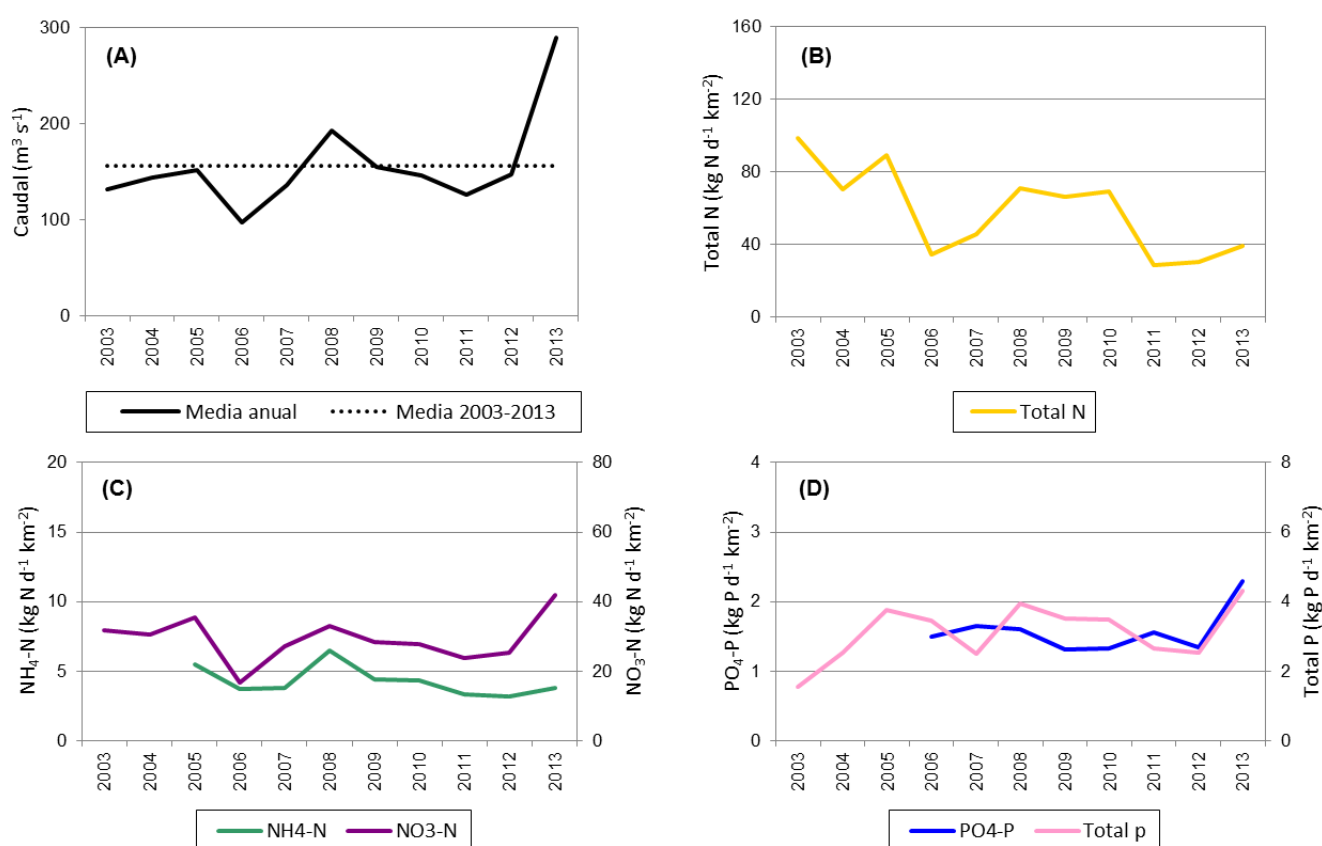 (A)
Caudal (m³ s⁻¹)
300
200
100
0
2003 2004 2005 2006 2007 2008 2009 2010 2011 2012 2013
Media anual Media 2003-2013
(B)
Total N (kg N d⁻¹ km⁻²)
160
120
80
40
0
2003 2004 2005 2006 2007 2008 2009 2010 2011 2012 2013
Total N
(C)
NH₄-N (kg N d⁻¹ km⁻²)
20
15
10
5
0
NO₃-N (kg N d⁻¹ km⁻²)
80
60
40
20
0
2003 2004 2005 2006 2007 2008 2009 2010 2011 2012 2013
NH4-N NO3-N
(D)
PO₄-P (kg P d⁻¹ km⁻²)
4
3
2
1
0
Total P (kg P d⁻¹ km⁻²)
8
6
4
2
0
2003 2004 2005 2006 2007 2008 2009 2010 2011 2012 2013
PO4-P Total p